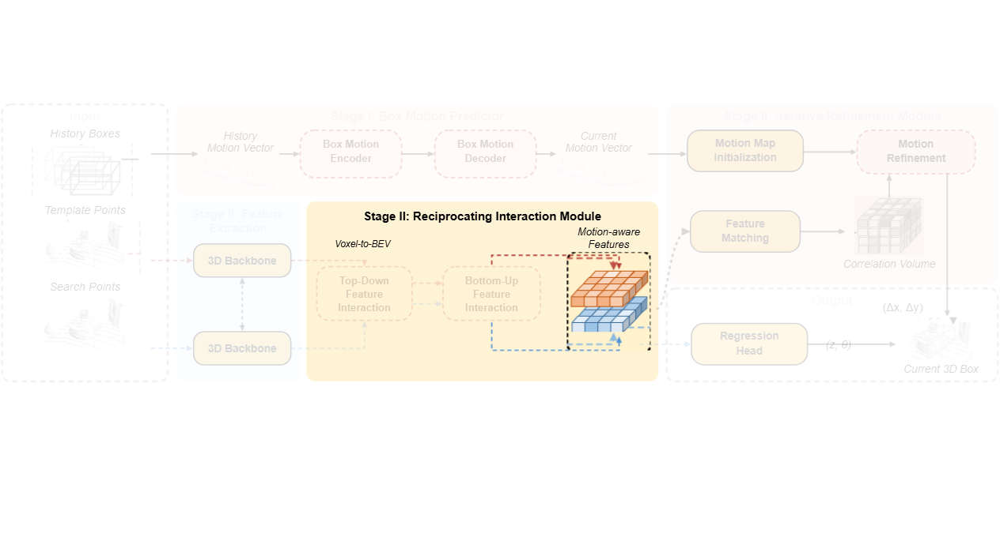 Input
History Boxes
Template Points
Search Points
Stage I: Box Motion Predictor
History
Motion Vector
Box Motion
Encoder
Box Motion
Decoder
Current
Motion Vector
Stage II: Feature
Extraction
3D Backbone
3D Backbone
Stage II: Reciprocating Interaction Module
Voxel-to-BEV
Top-Down
Feature
Interaction
Bottom-Up
Feature
Interaction
Motion-aware
Features
Stage II: Iterative Refinement Module
Motion Map
Initialization
Motion
Refinement
Feature
Matching
Correlation Volume
Output
(Δx, Δy)
Regression
Head
(z, θ)
Current 3D Box